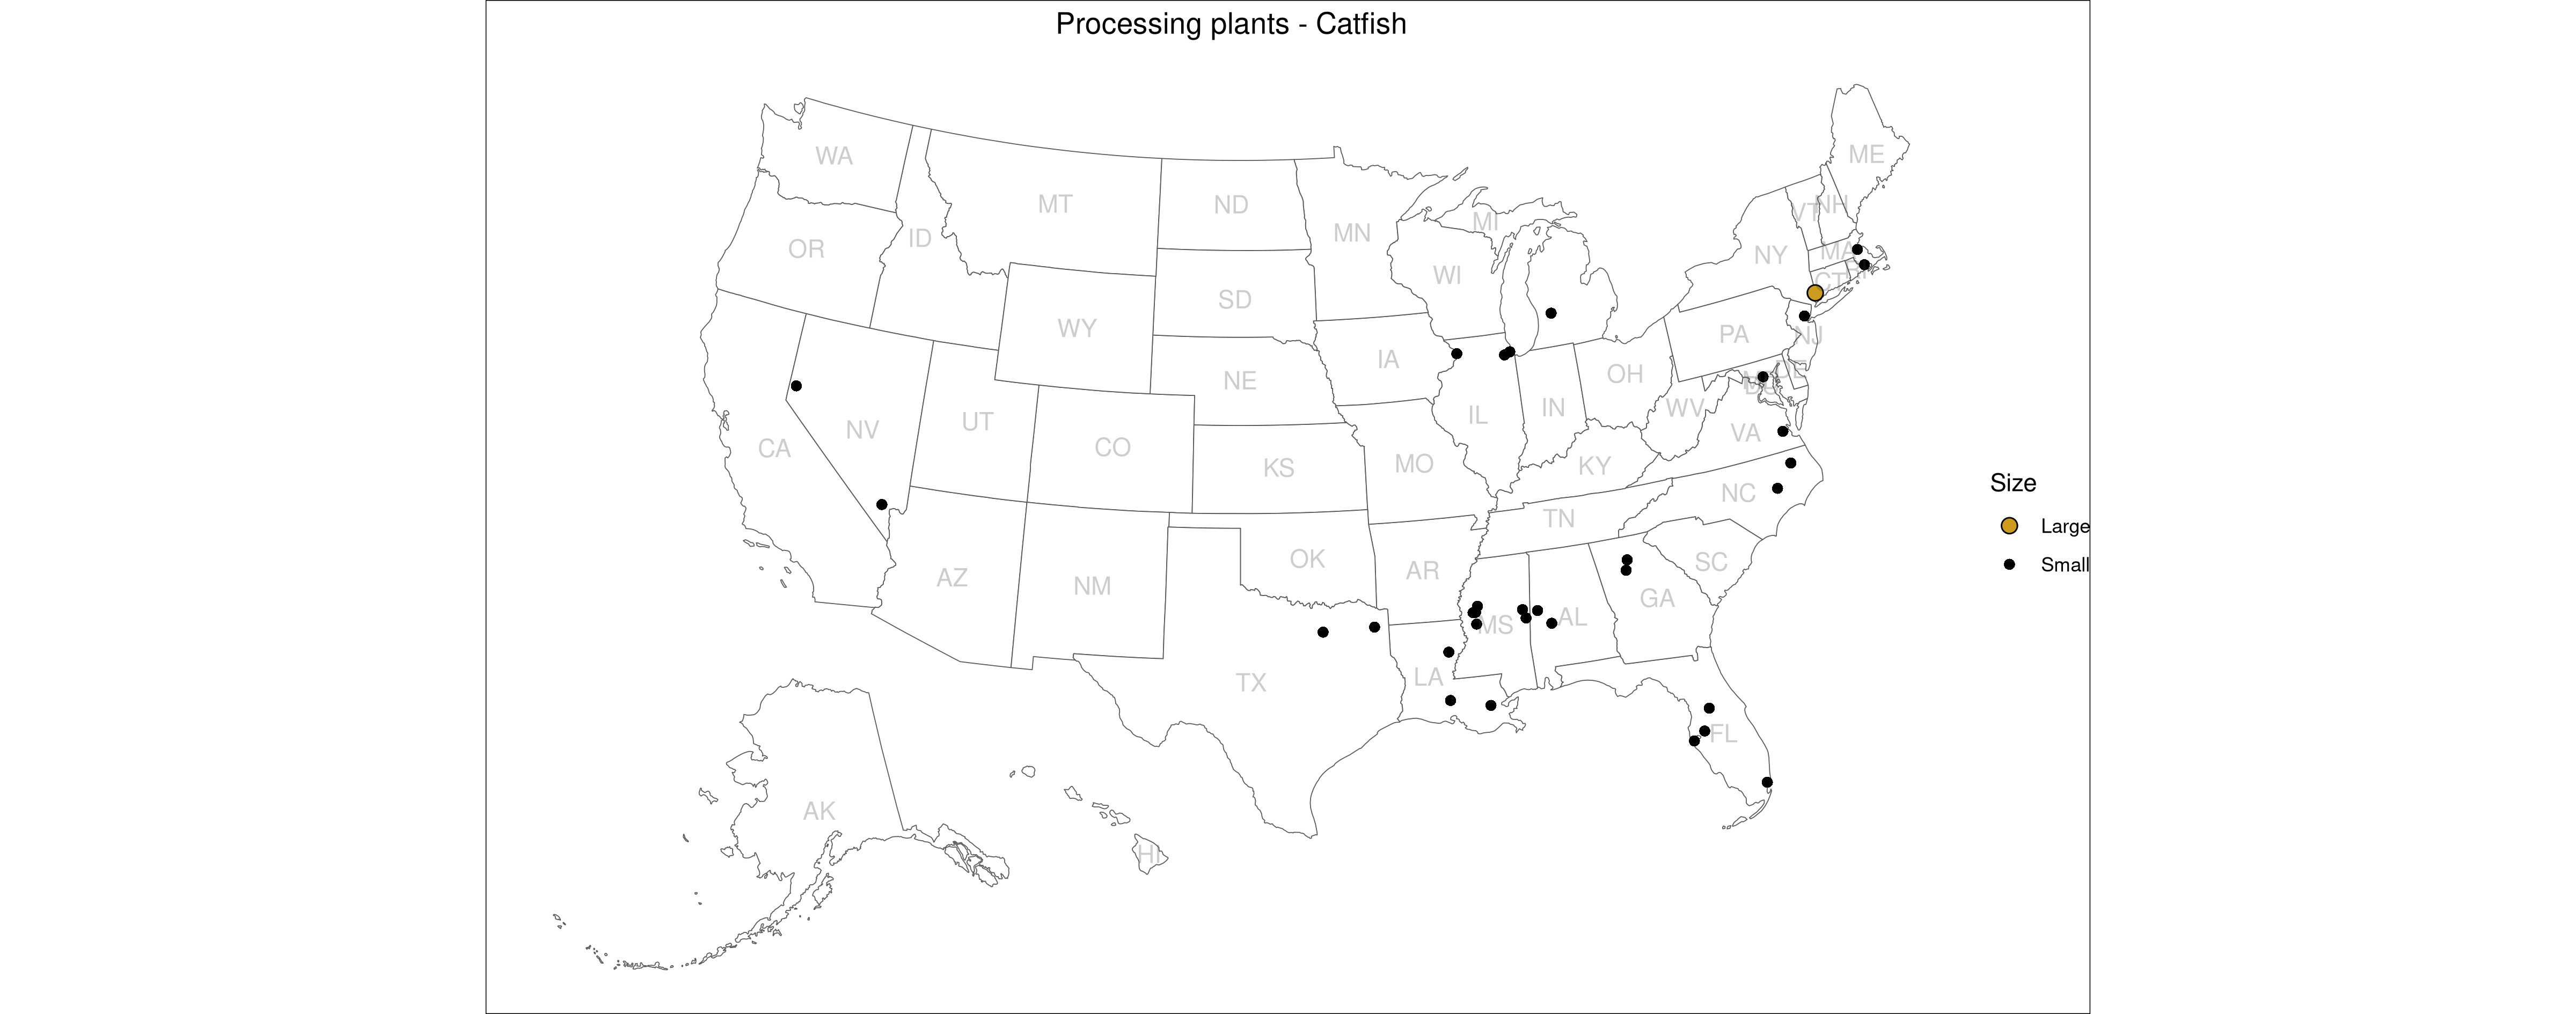 Processing plants - Catfish
WA
ME
MT
ND
NH
VT
MI
MN
ID
OR
NY
MA
WI
CT
SD
WY
PA
NJ
IA
OH
DE
NE
IL
IN
WV
UT
NV
VA
CO
CA
MO
KY
KS
Size
NC
TN
Large
OK
SC
Small
AR
AZ
NM
GA
AL
MS
LA
TX
FL
AK
HI